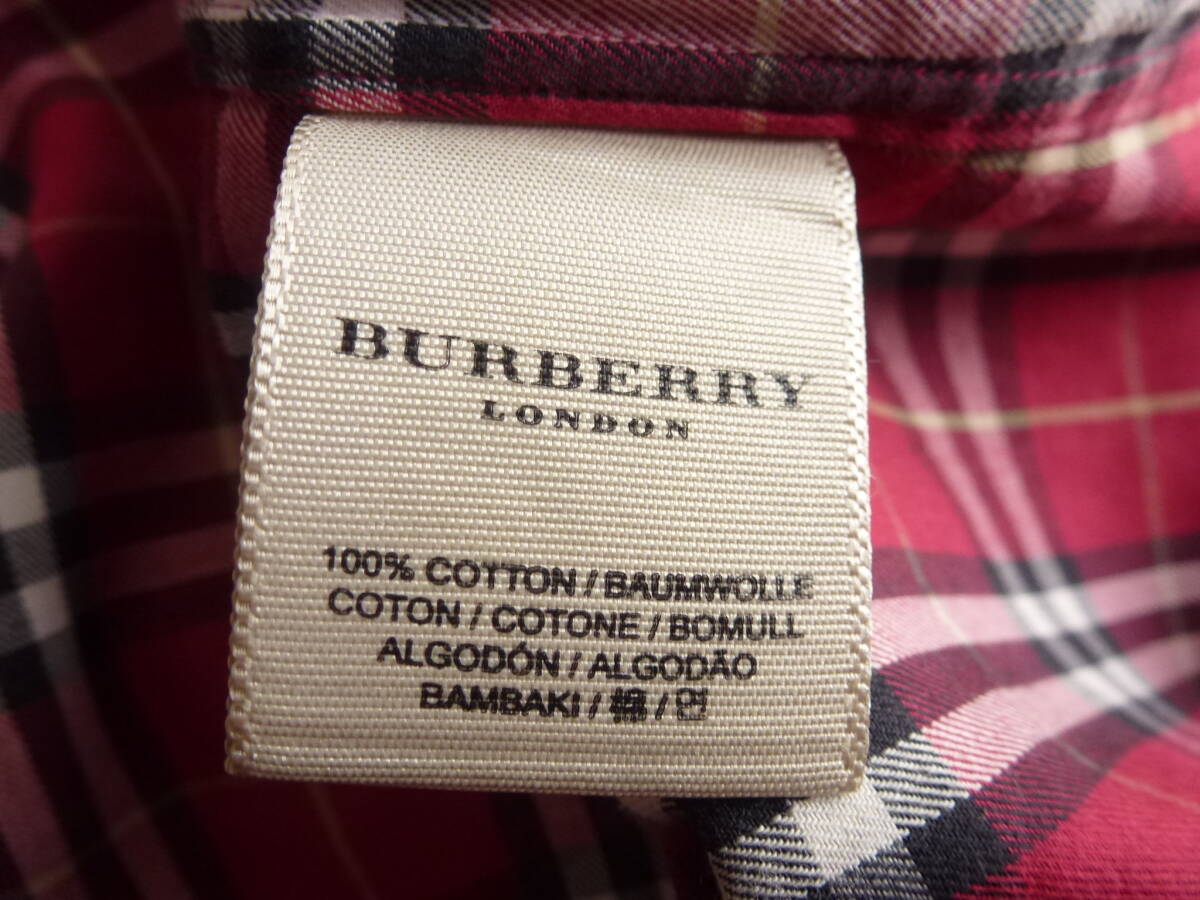 BURBERRY
LONDON
100% COTTON / BAUMWOLLE
COTON / COTONE / BOMULL
ALGODÓN / ALGODÃO
BAMBAKI / 綿 / 면